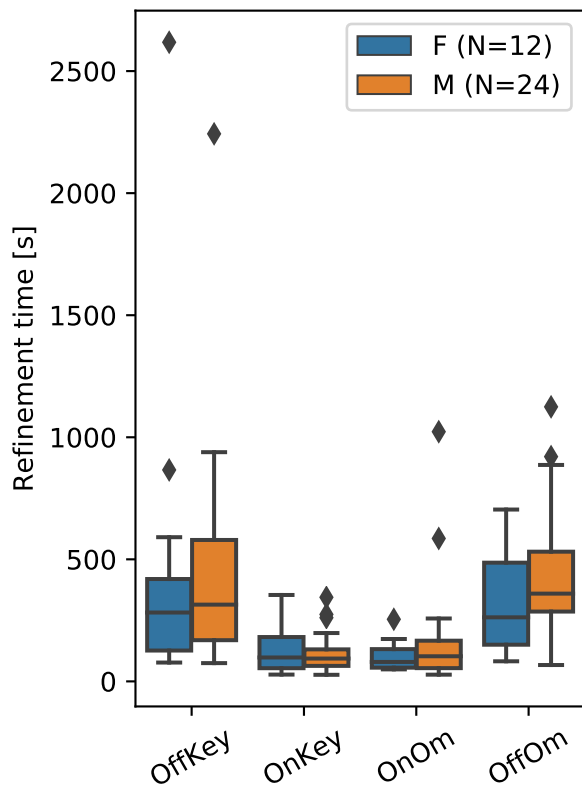 F (N=12)
M (N=24)
Refinement time [s]
2500
2000
1500
1000
500
0
OffKey
OnKey
OnOm
OffOm